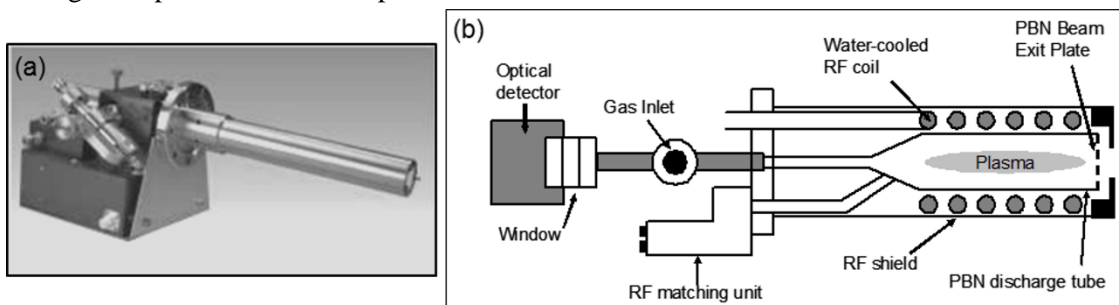 (a)
(b)
Optical
detector
Gas Inlet
Window
RF matching unit
Water-cooled
RF coil
PBN Beam
Exit Plate
Plasma
RF shield
PBN discharge tube